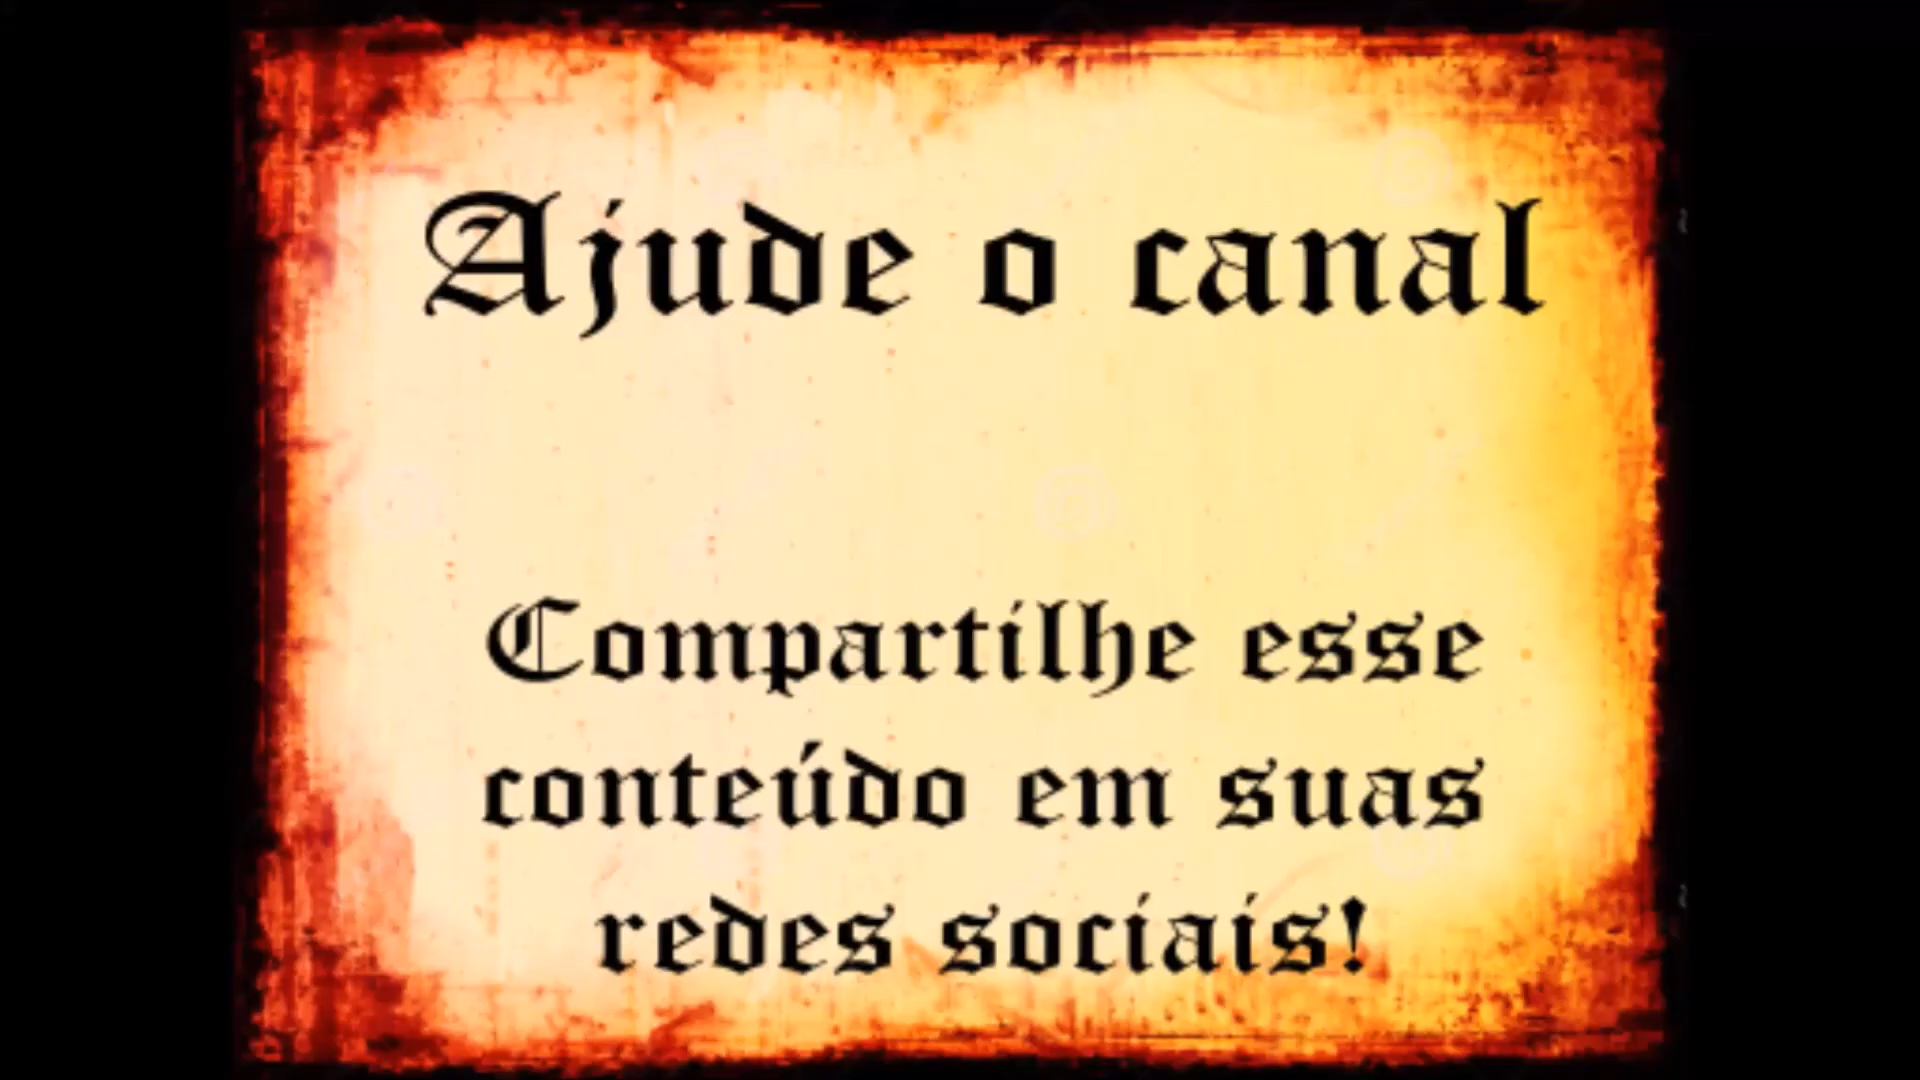 Ajude o canal
Compartilhe esse
conteúdo em suas
redes sociais!